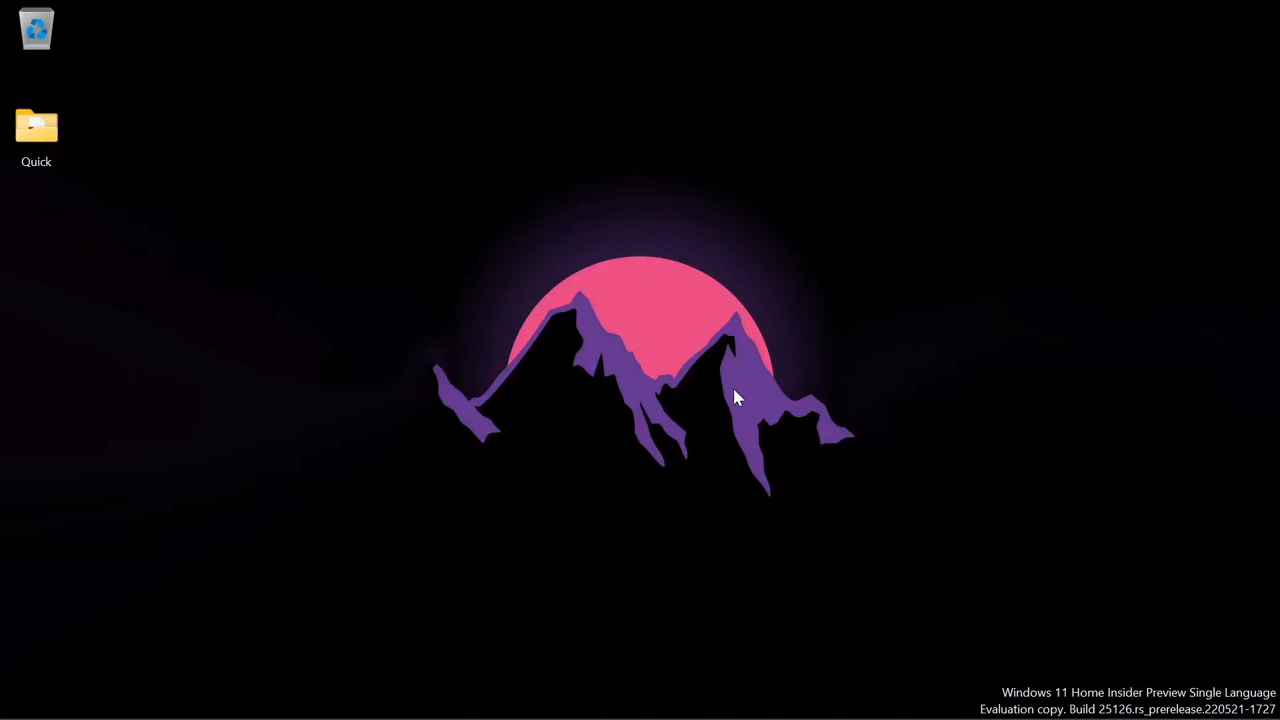 Quick
Windows 11 Home Insider Preview Single Language
Evaluation copy. Build 25126.rs_prerelease.220521-1727